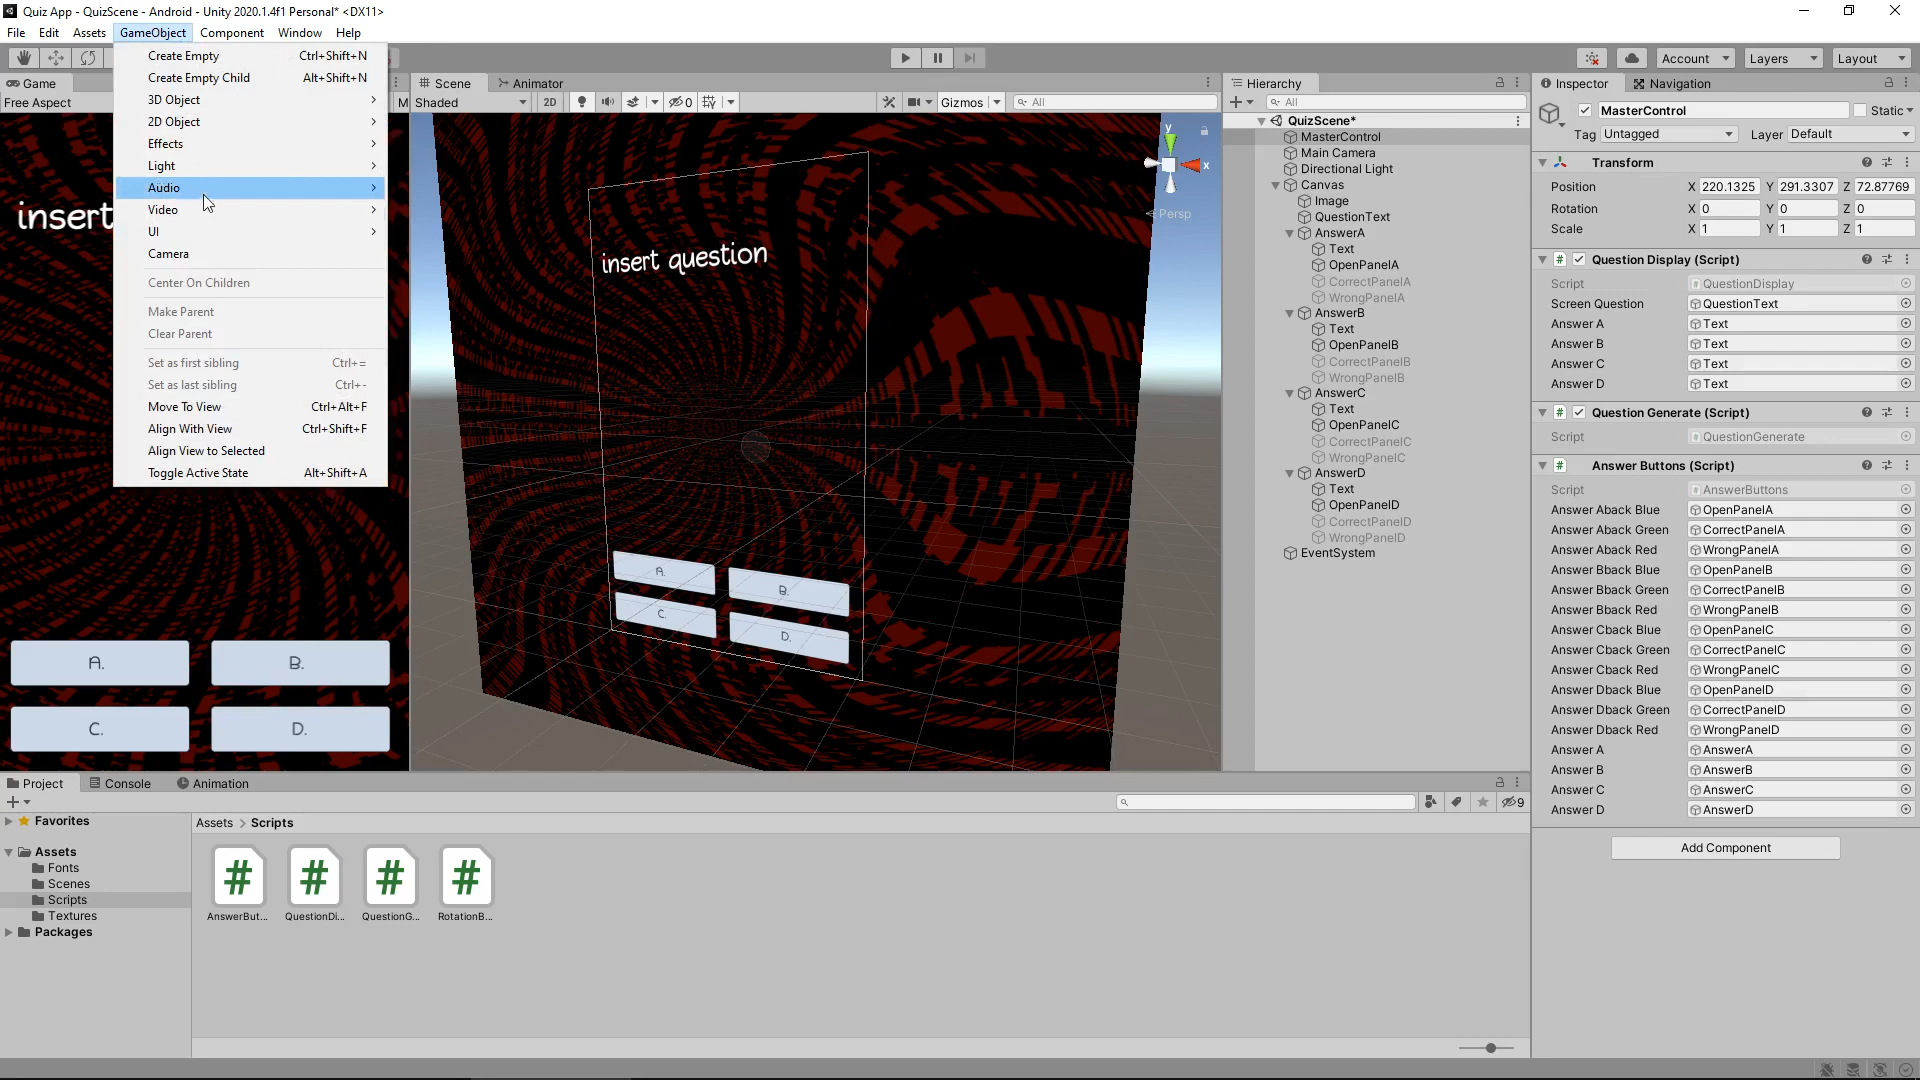 Quiz App - QuizScene - Android - Unity 2020.1.4f1 Personal* <DX11>
File Edit Assets GameObject Component Window Help
Account Layers Layout
Game
Free Aspect
M
insert
A. B.
C. D.
Create Empty Ctrl+Shift+N
Create Empty Child Alt+Shift+N
3D Object
2D Object
Effects
Light
Audio
Video
UI
Camera
Center On Children
Make Parent
Clear Parent
Set as first sibling Ctrl+=
Set as last sibling Ctrl+-
Move To View Ctrl+Alt+F
Align With View Ctrl+Shift+F
Align View to Selected
Toggle Active State Alt+Shift+A
Scene Animator
Shaded 2D 0 Gizmos All
y
x
Persp
insert question
A. B.
C. D.
Hierarchy
All
QuizScene*
MasterControl
Main Camera
Directional Light
Canvas
Image
QuestionText
AnswerA
Text
OpenPanelA
CorrectPanelA
WrongPanelA
AnswerB
Text
OpenPanelB
CorrectPanelB
WrongPanelB
AnswerC
Text
OpenPanelC
CorrectPanelC
WrongPanelC
AnswerD
Text
OpenPanelD
CorrectPanelD
WrongPanelD
EventSystem
Inspector Navigation
MasterControl Static
Tag Untagged Layer Default
Transform
Position X 220.1325 Y 291.3307 Z 72.87769
Rotation X 0 Y 0 Z 0
Scale X 1 Y 1 Z 1
Question Display (Script)
Script QuestionDisplay
Screen Question QuestionText
Answer A Text
Answer B Text
Answer C Text
Answer D Text
Question Generate (Script)
Script QuestionGenerate
Answer Buttons (Script)
Script AnswerButtons
Answer Aback Blue OpenPanelA
Answer Aback Green CorrectPanelA
Answer Aback Red WrongPanelA
Answer Bback Blue OpenPanelB
Answer Bback Green CorrectPanelB
Answer Bback Red WrongPanelB
Answer Cback Blue OpenPanelC
Answer Cback Green CorrectPanelC
Answer Cback Red WrongPanelC
Answer Dback Blue OpenPanelD
Answer Dback Green CorrectPanelD
Answer Dback Red WrongPanelD
Answer A AnswerA
Answer B AnswerB
Answer C AnswerC
Answer D AnswerD
Add Component
Project Console Animation
9
Favorites
Assets
Fonts
Scenes
Scripts
Textures
Packages
Assets > Scripts
AnswerBut... QuestionDi... QuestionG... RotationB...